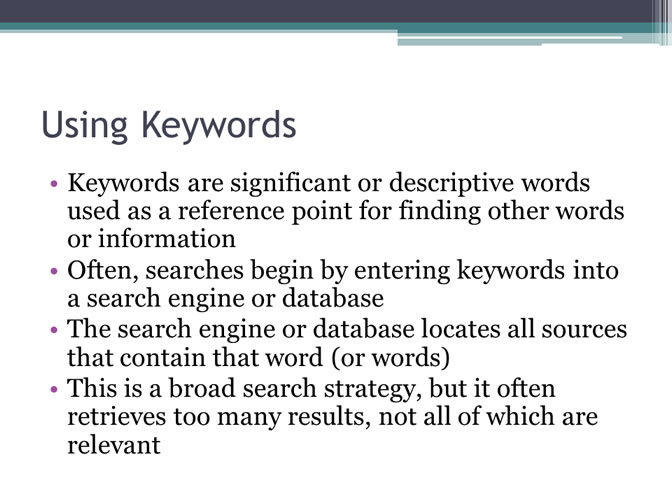 Using Keywords
• Keywords are significant or descriptive words
used as a reference point for finding other words
or information
• Often, searches begin by entering keywords into
a search engine or database
• The search engine or database locates all sources
that contain that word (or words)
• This is a broad search strategy, but it often
retrieves too many results, not all of which are
relevant